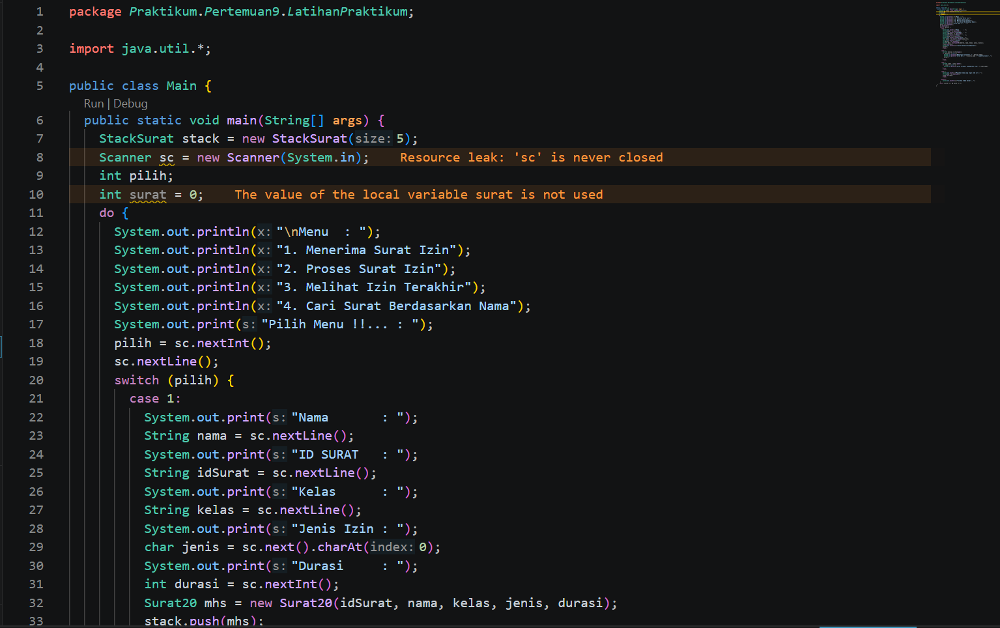 1 package Praktikum.Pertemuan9.LatihanPraktikum;
2
3 import java.util.*;
4
5 public class Main {
Run | Debug
6 public static void main(String[] args) {
7 StackSurat stack = new StackSurat(size: 5);
8 Scanner sc = new Scanner(System.in); Resource leak: 'sc' is never closed
9 int pilih;
10 int surat = 0; The value of the local variable surat is not used
11 do {
12 System.out.println(x: "\nMenu  : ");
13 System.out.println(x: "1. Menerima Surat Izin");
14 System.out.println(x: "2. Proses Surat Izin");
15 System.out.println(x: "3. Melihat Izin Terakhir");
16 System.out.println(x: "4. Cari Surat Berdasarkan Nama");
17 System.out.print(s: "Pilih Menu !!... : ");
18 pilih = sc.nextInt();
19 sc.nextLine();
20 switch (pilih) {
21 case 1:
22 System.out.print(s: "Nama       : ");
23 String nama = sc.nextLine();
24 System.out.print(s: "ID SURAT   : ");
25 String idSurat = sc.nextLine();
26 System.out.print(s: "Kelas      : ");
27 String kelas = sc.nextLine();
28 System.out.print(s: "Jenis Izin : ");
29 char jenis = sc.next().charAt(index: 0);
30 System.out.print(s: "Durasi     : ");
31 int durasi = sc.nextInt();
32 Surat20 mhs = new Surat20(idSurat, nama, kelas, jenis, durasi);
33 stack.push(mhs);